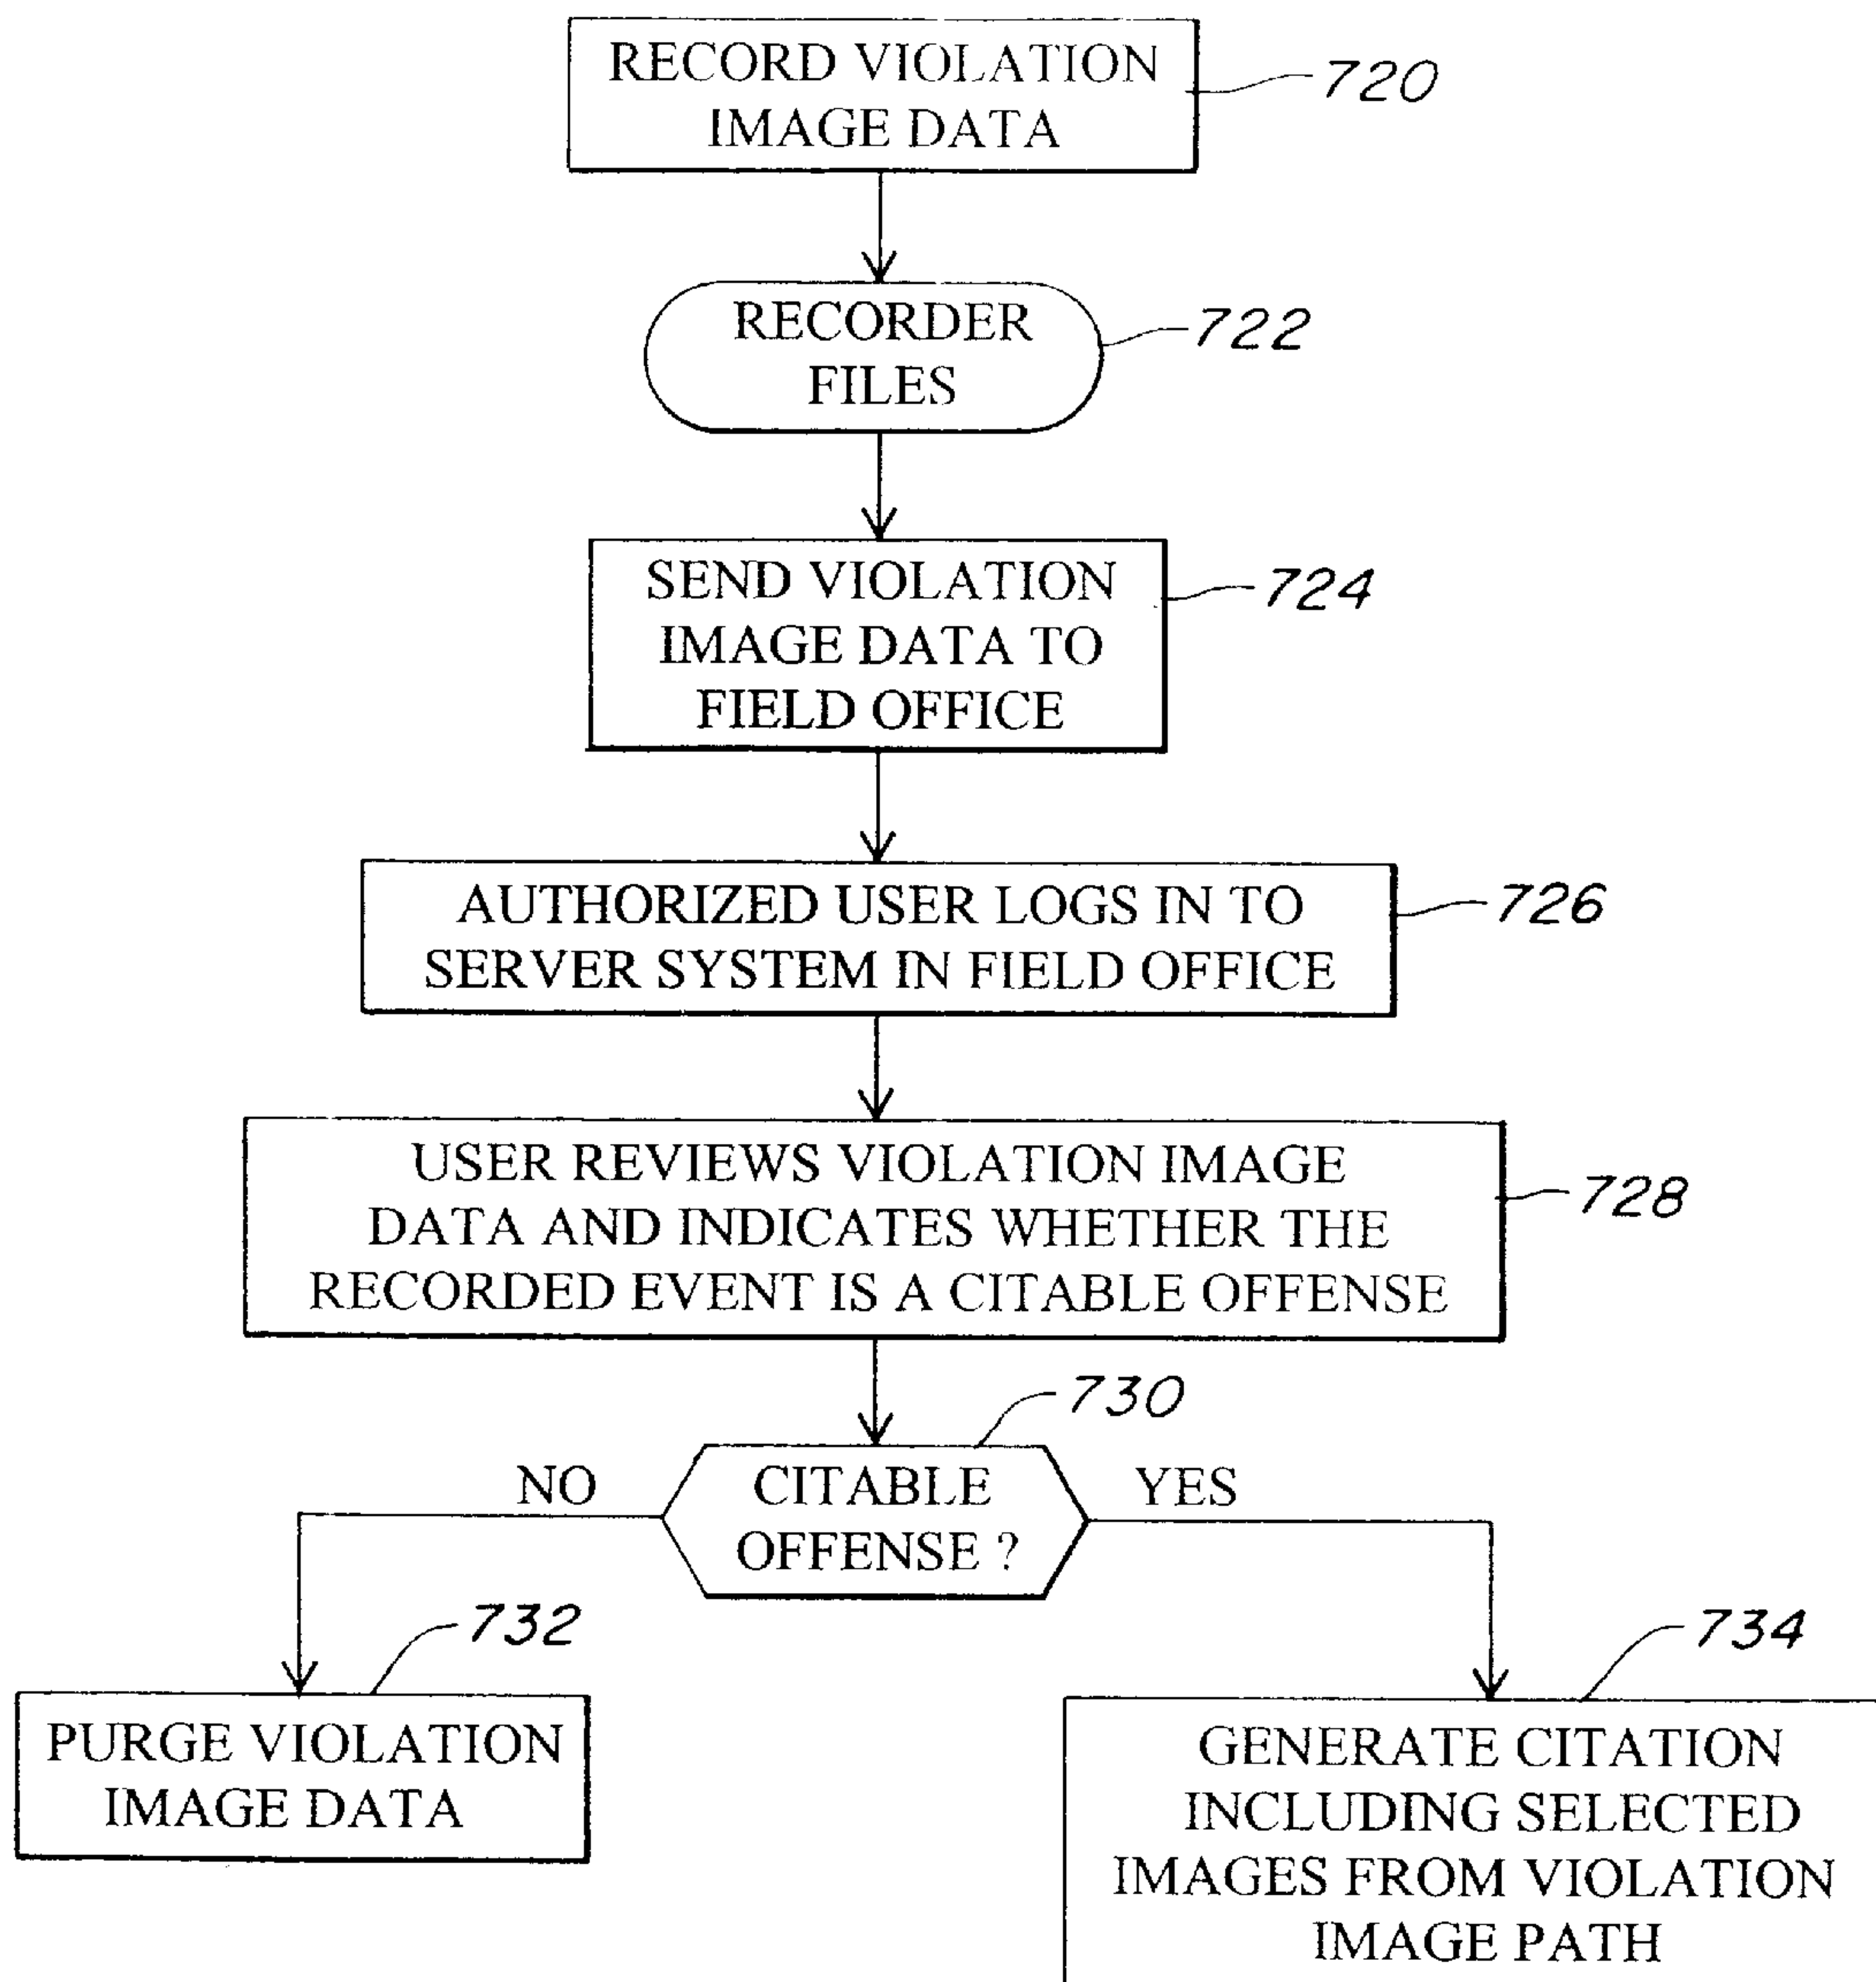 RECORD VIOLATION
IMAGE DATA
720
RECORDER
FILES
722
SEND VIOLATION
IMAGE DATA TO
FIELD OFFICE
724
AUTHORIZED USER LOGS IN TO
SERVER SYSTEM IN FIELD OFFICE
726
USER REVIEWS VIOLATION IMAGE
DATA AND INDICATES WHETHER THE
RECORDED EVENT IS A CITABLE OFFENSE
728
730
NO
CITABLE
OFFENSE ?
YES
732
PURGE VIOLATION
IMAGE DATA
734
GENERATE CITATION
INCLUDING SELECTED
IMAGES FROM VIOLATION
IMAGE PATH